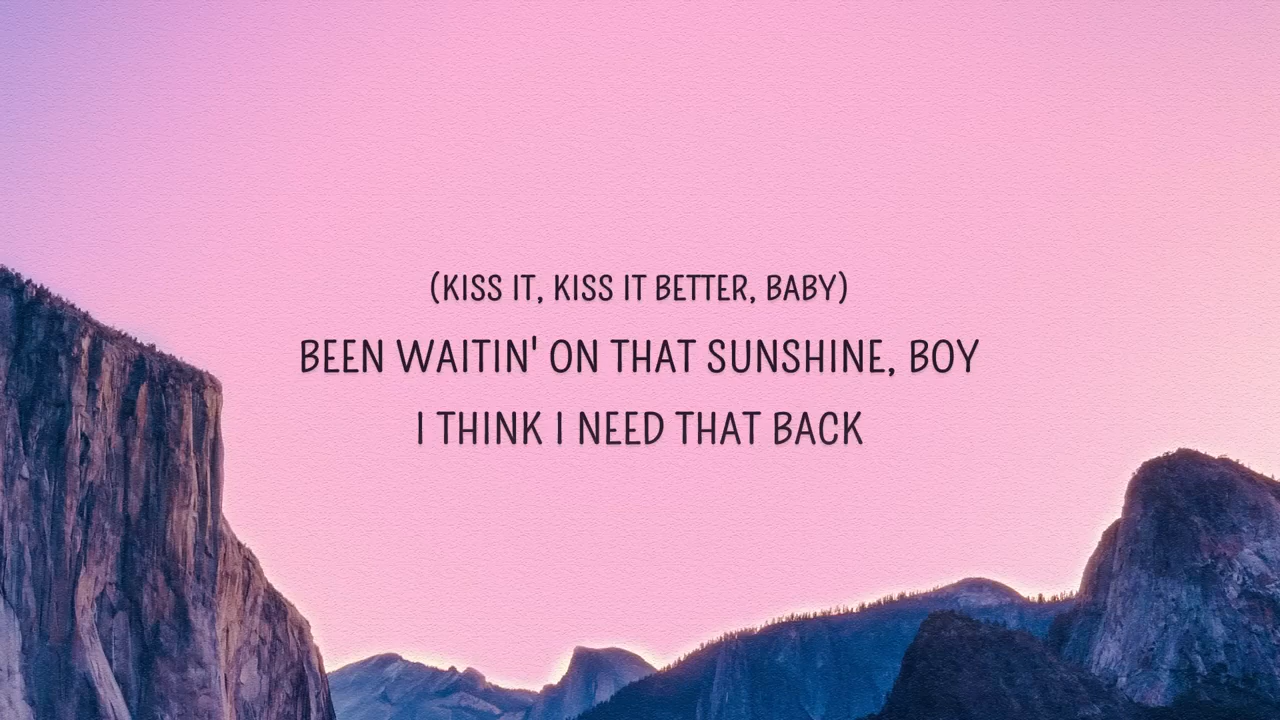 (KISS IT, KISS IT BETTER, BABY)
BEEN WAITIN' ON THAT SUNSHINE, BOY
I THINK I NEED THAT BACK